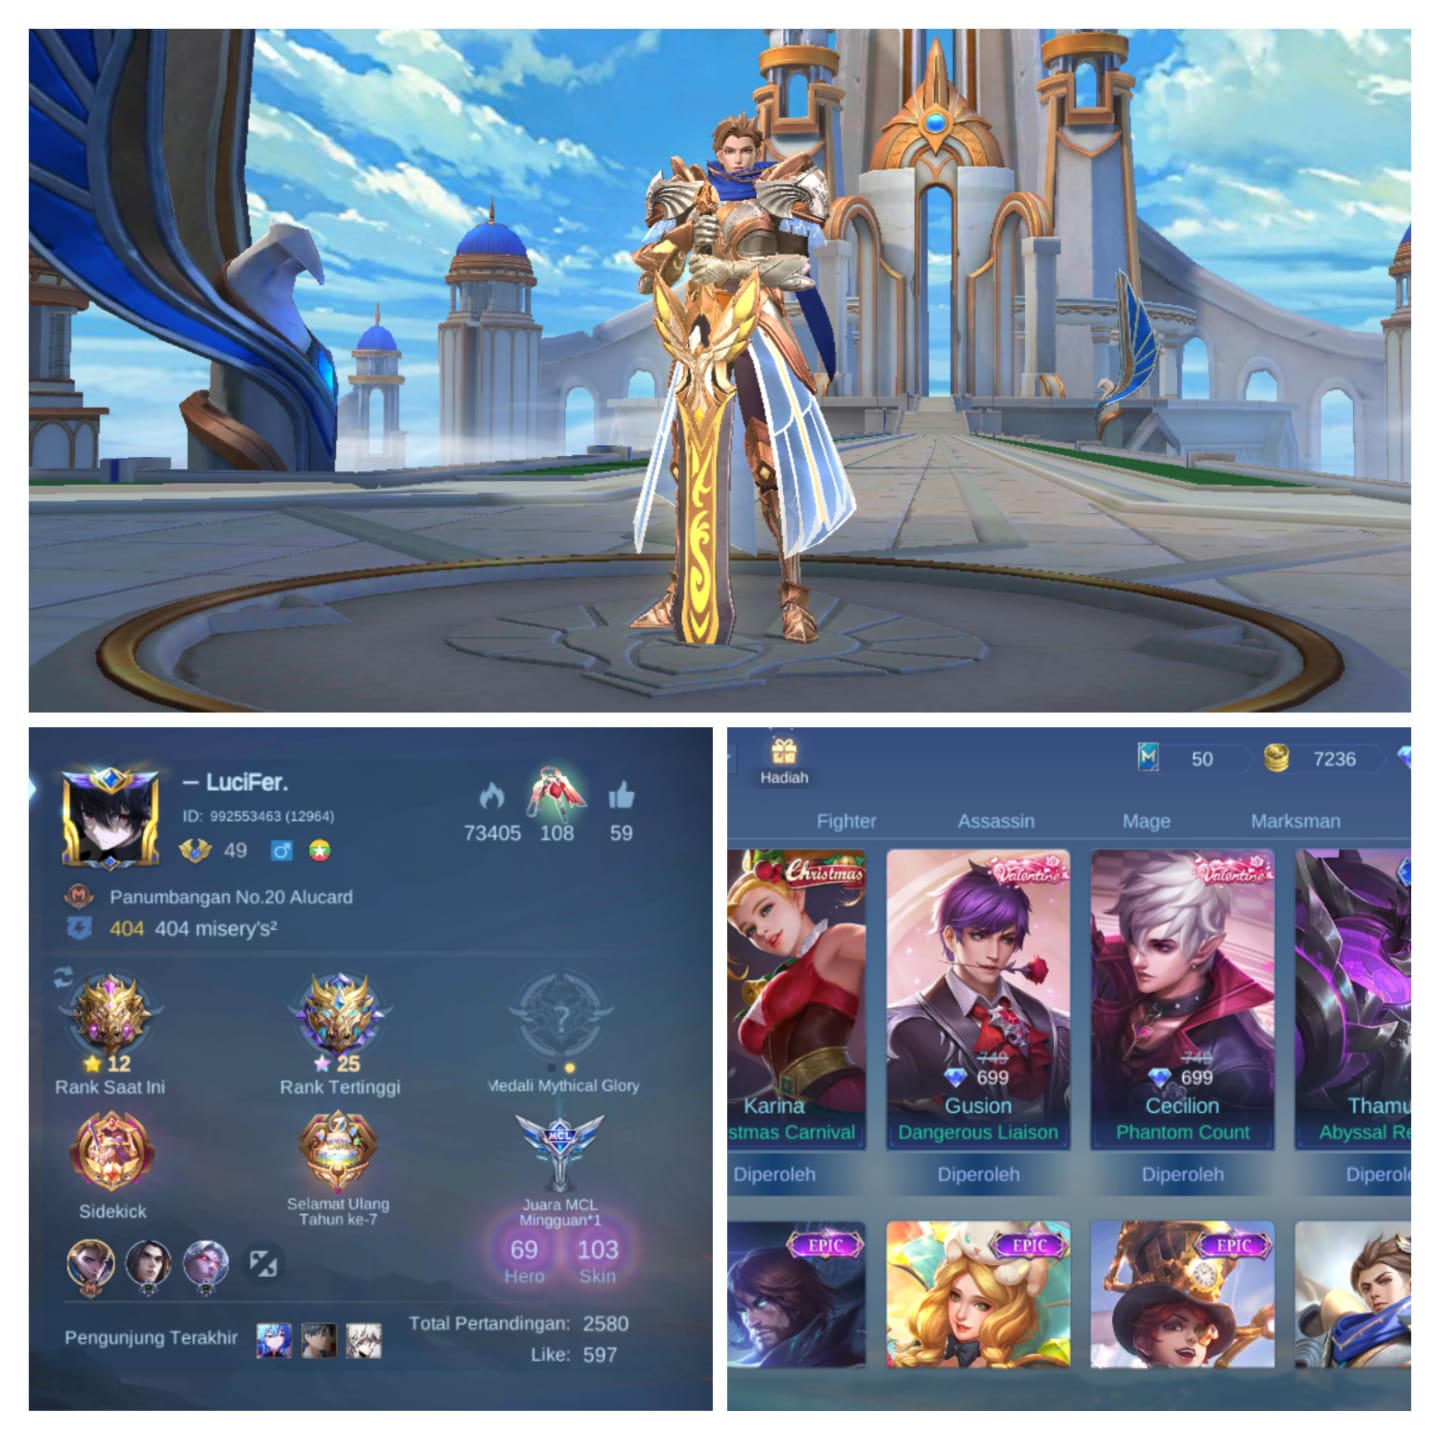 — LuciFer.
ID: 992553463 (12964)
49
73405 108 59
Panumbangan No.20 Alucard
404 404 misery's²
12
Rank Saat Ini
25
Rank Tertinggi
?
Medali Mythical Glory
Sidekick
7
Selamat Ulang
Tahun ke-7
MCL
Juara MCL
Mingguan*1
69
Hero
103
Skin
Pengunjung Terakhir
Total Pertandingan: 2580
Like: 597
Hadiah
M 50 7236
Fighter Assassin Mage Marksman
Christmas
Karina
stmas Carnival
Diperoleh
Valentine
749
699
Gusion
Dangerous Liaison
Diperoleh
Valentine
749
699
Cecilion
Phantom Count
Diperoleh
Thamu
Abyssal Re
Diperole
EPIC
EPIC
EPIC